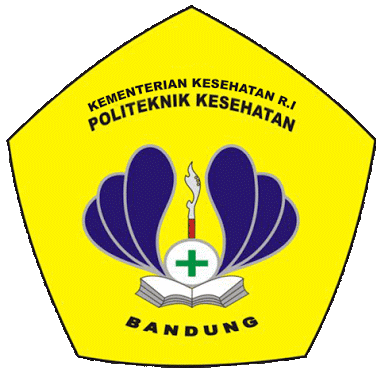 KEMENTERIAN KESEHATAN R.I
POLITEKNIK KESEHATAN
BANDUNG